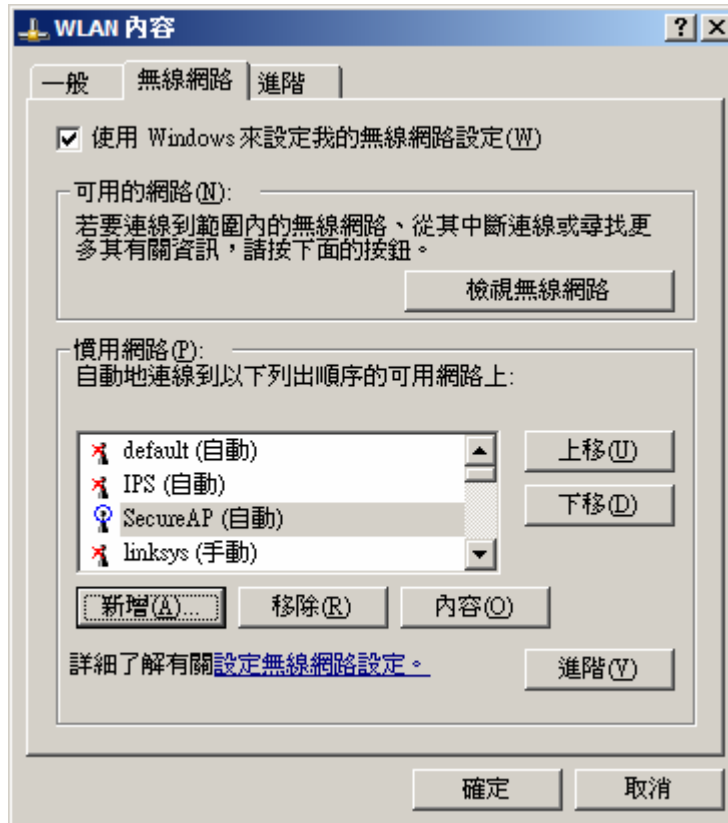 WLAN 內容
一般 無線網路 進階
使用 Windows 來設定我的無線網路設定(W)
可用的網路(N):
若要連線到範圍內的無線網路、從其中斷連線或尋找更
多其有關資訊，請按下面的按鈕。
檢視無線網路
慣用網路(P):
自動地連線到以下列出順序的可用網路上:
default (自動)
IPS (自動)
SecureAP (自動)
linksys (手動)
上移(U)
下移(D)
新增(A)... 移除(R) 內容(O)
詳細了解有關設定無線網路設定。 進階(V)
確定 取消